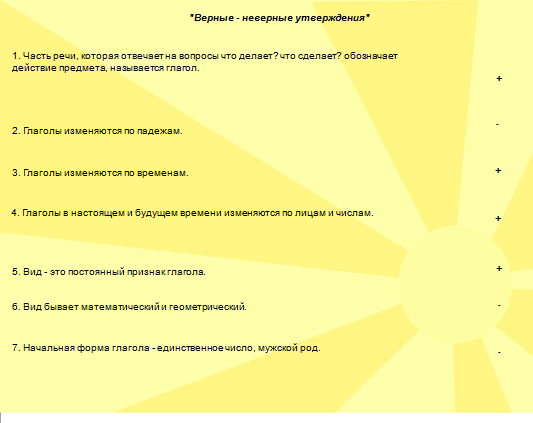 "Верные - неверные утверждения"
1. Часть речи, которая отвечает на вопросы что делает? что сделает? обозначает
действие предмета, называется глагол.
+
2. Глаголы изменяются по падежам.
-
3. Глаголы изменяются по временам.
+
4. Глаголы в настоящем и будущем времени изменяются по лицам и числам.
+
5. Вид - это постоянный признак глагола.
+
6. Вид бывает математический и геометрический.
-
7. Начальная форма глагола - единственное число, мужской род.
-